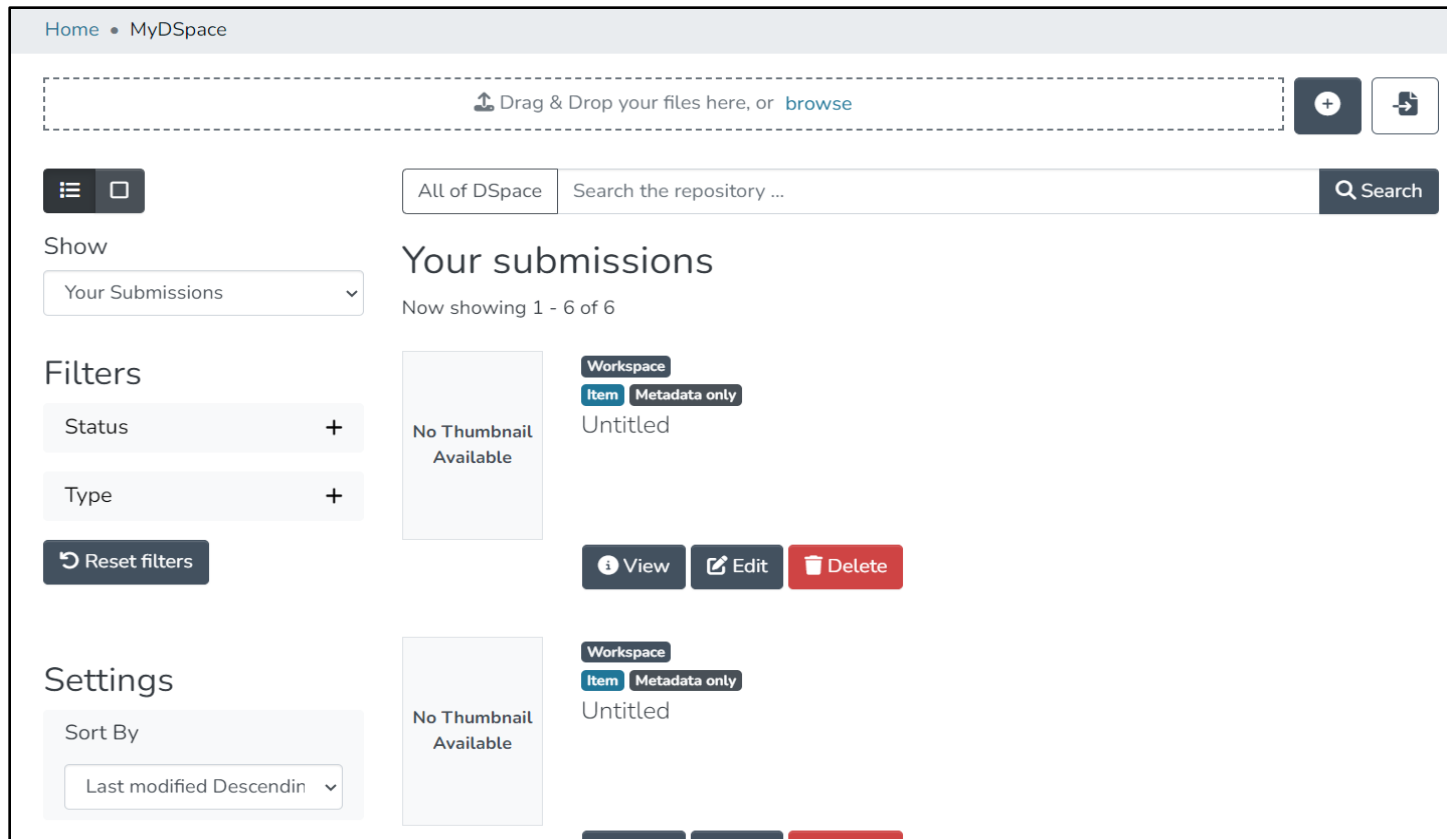 Home • MyDSpace
Drag & Drop your files here, or browse
All of DSpace
Search the repository ...
Search
Show
Your Submissions
Your submissions
Now showing 1 - 6 of 6
Filters
Status
Type
Reset filters
No Thumbnail
Available
Workspace
Item Metadata only
Untitled
View Edit Delete
Settings
Sort By
Last modified Descendin
No Thumbnail
Available
Workspace
Item Metadata only
Untitled